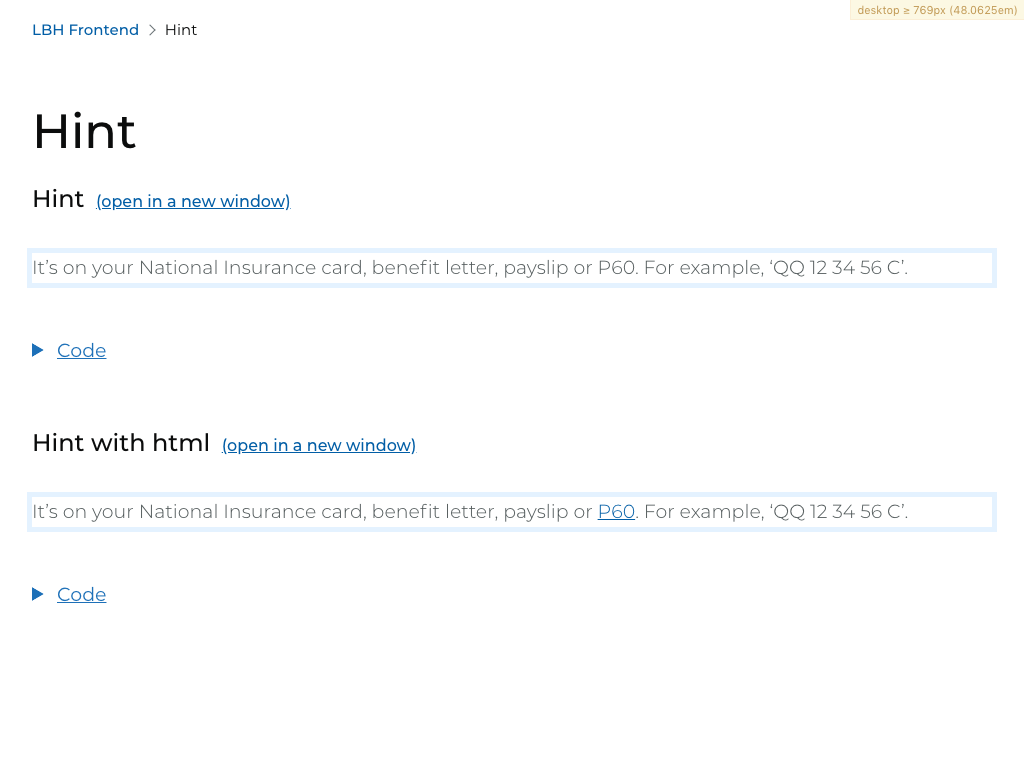 desktop ≥ 769px (48.0625em)
LBH Frontend > Hint
Hint
Hint (open in a new window)
It’s on your National Insurance card, benefit letter, payslip or P60. For example, ‘QQ 12 34 56 C’.
Code
Hint with html (open in a new window)
It’s on your National Insurance card, benefit letter, payslip or P60. For example, ‘QQ 12 34 56 C’.
Code